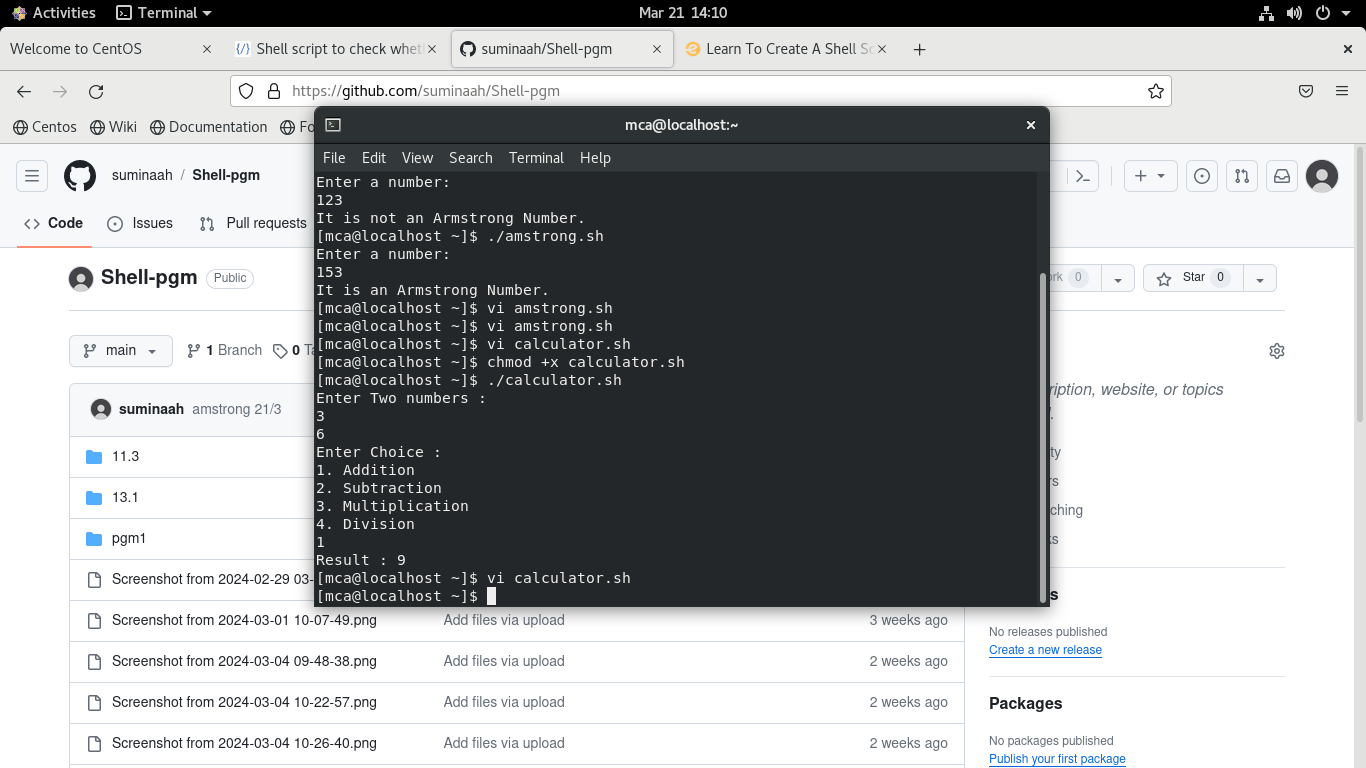 Activities
Terminal
Mar 21 14:10
Welcome to CentOS
Shell script to check whet
suminaah/Shell-pgm
Learn To Create A Shell Sc
https://github.com/suminaah/Shell-pgm
Centos
Wiki
Documentation
Fo
mca@localhost:~
File Edit View Search Terminal Help
suminaah / Shell-pgm
Code
Issues
Pull requests
Shell-pgm
Public
rk 0
Star 0
main
1 Branch
0 Ta
suminaah amstrong 21/3
11.3
13.1
pgm1
Enter a number:
123
It is not an Armstrong Number.
[mca@localhost ~]$ ./amstrong.sh
Enter a number:
153
It is an Armstrong Number.
[mca@localhost ~]$ vi amstrong.sh
[mca@localhost ~]$ vi amstrong.sh
[mca@localhost ~]$ vi calculator.sh
[mca@localhost ~]$ chmod +x calculator.sh
[mca@localhost ~]$ ./calculator.sh
Enter Two numbers :
3
6
Enter Choice :
1. Addition
2. Subtraction
3. Multiplication
4. Division
1
Result : 9
[mca@localhost ~]$ vi calculator.sh
[mca@localhost ~]$
Screenshot from 2024-02-29 03-
Screenshot from 2024-03-01 10-07-49.png Add files via upload 3 weeks ago
Screenshot from 2024-03-04 09-48-38.png Add files via upload 2 weeks ago
Screenshot from 2024-03-04 10-22-57.png Add files via upload 2 weeks ago
Screenshot from 2024-03-04 10-26-40.png Add files via upload 2 weeks ago
ription, website, or topics
ty
rs
ching
ks
s
No releases published
Create a new release
Packages
No packages published
Publish your first package